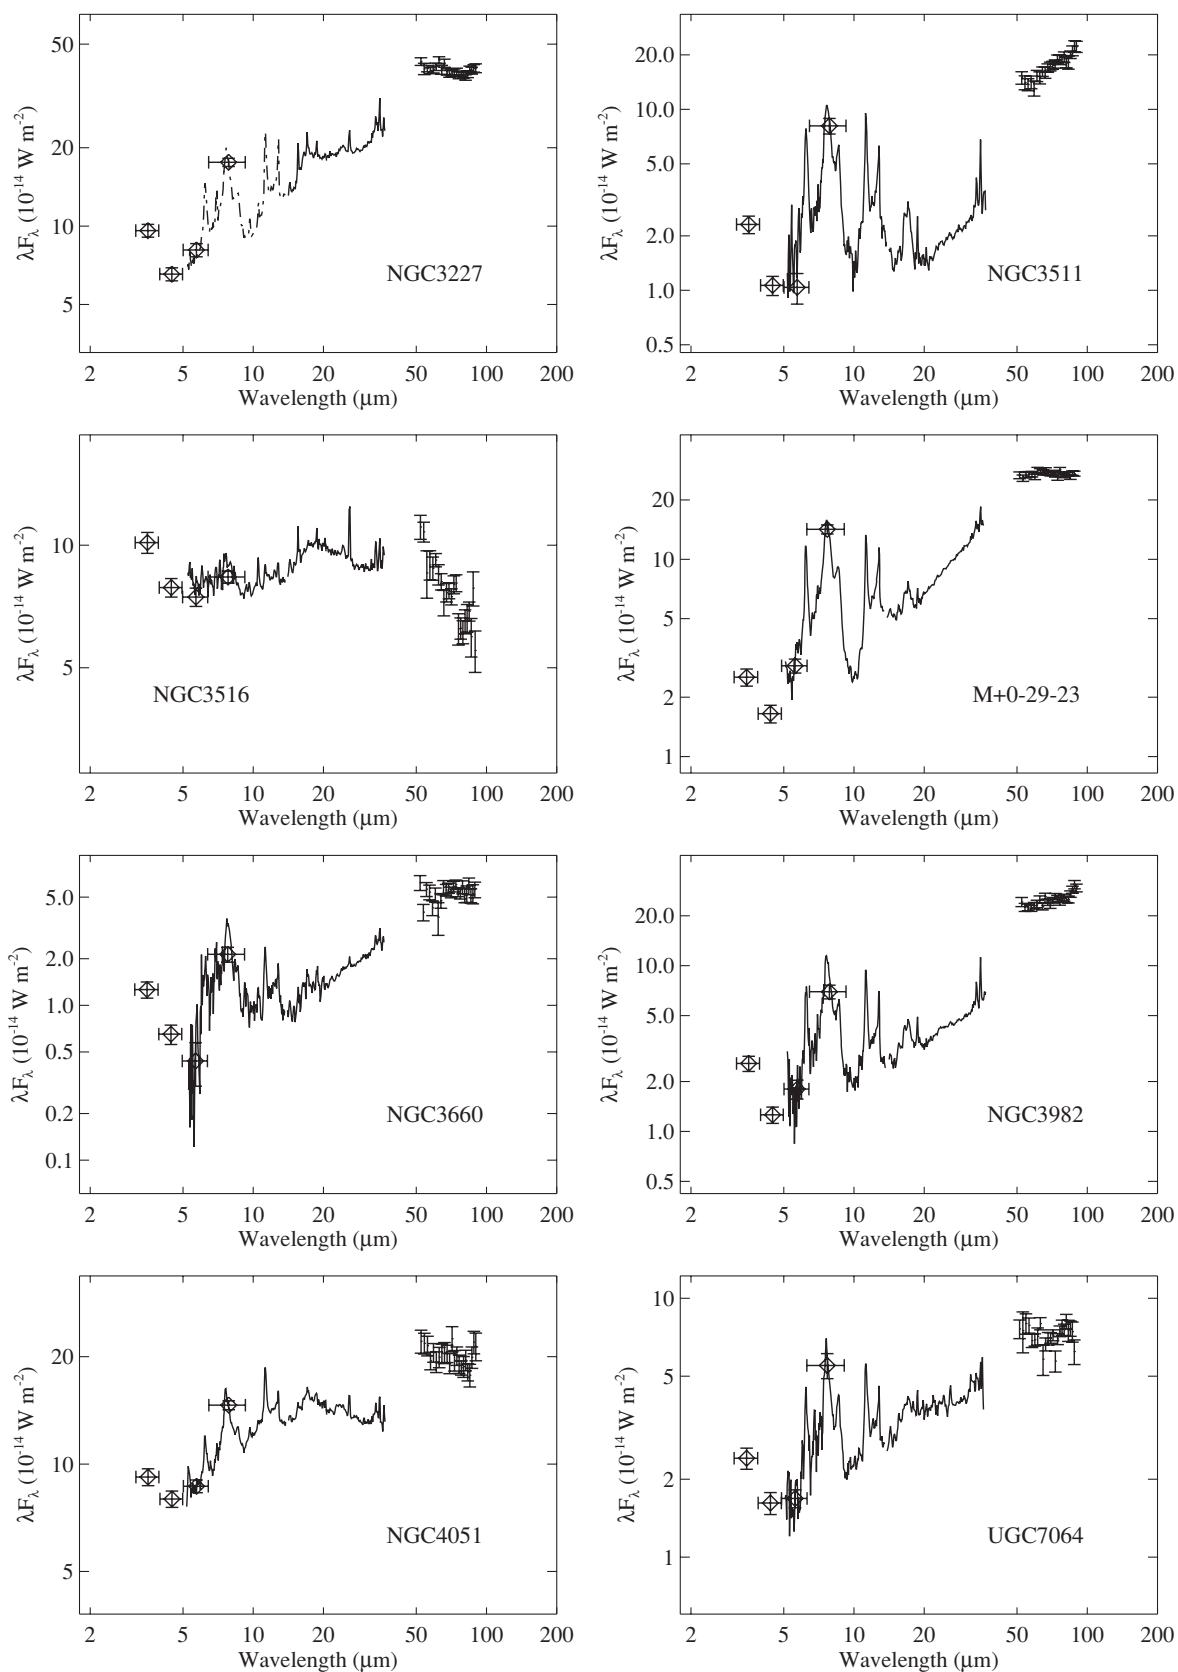 50
20
10
5
λFλ (10-14 W m-2)
NGC3227
2 5 10 20 50 100 200
Wavelength (μm)
20.0
10.0
5.0
2.0
1.0
0.5
λFλ (10-14 W m-2)
NGC3511
2 5 10 20 50 100 200
Wavelength (μm)
10
5
λFλ (10-14 W m-2)
NGC3516
2 5 10 20 50 100 200
Wavelength (μm)
20
10
5
2
1
λFλ (10-14 W m-2)
M+0-29-23
2 5 10 20 50 100 200
Wavelength (μm)
5.0
2.0
1.0
0.5
0.2
0.1
λFλ (10-14 W m-2)
NGC3660
2 5 10 20 50 100 200
Wavelength (μm)
20.0
10.0
5.0
2.0
1.0
0.5
λFλ (10-14 W m-2)
NGC3982
2 5 10 20 50 100 200
Wavelength (μm)
20
10
5
λFλ (10-14 W m-2)
NGC4051
2 5 10 20 50 100 200
Wavelength (μm)
10
5
2
1
λFλ (10-14 W m-2)
UGC7064
2 5 10 20 50 100 200
Wavelength (μm)